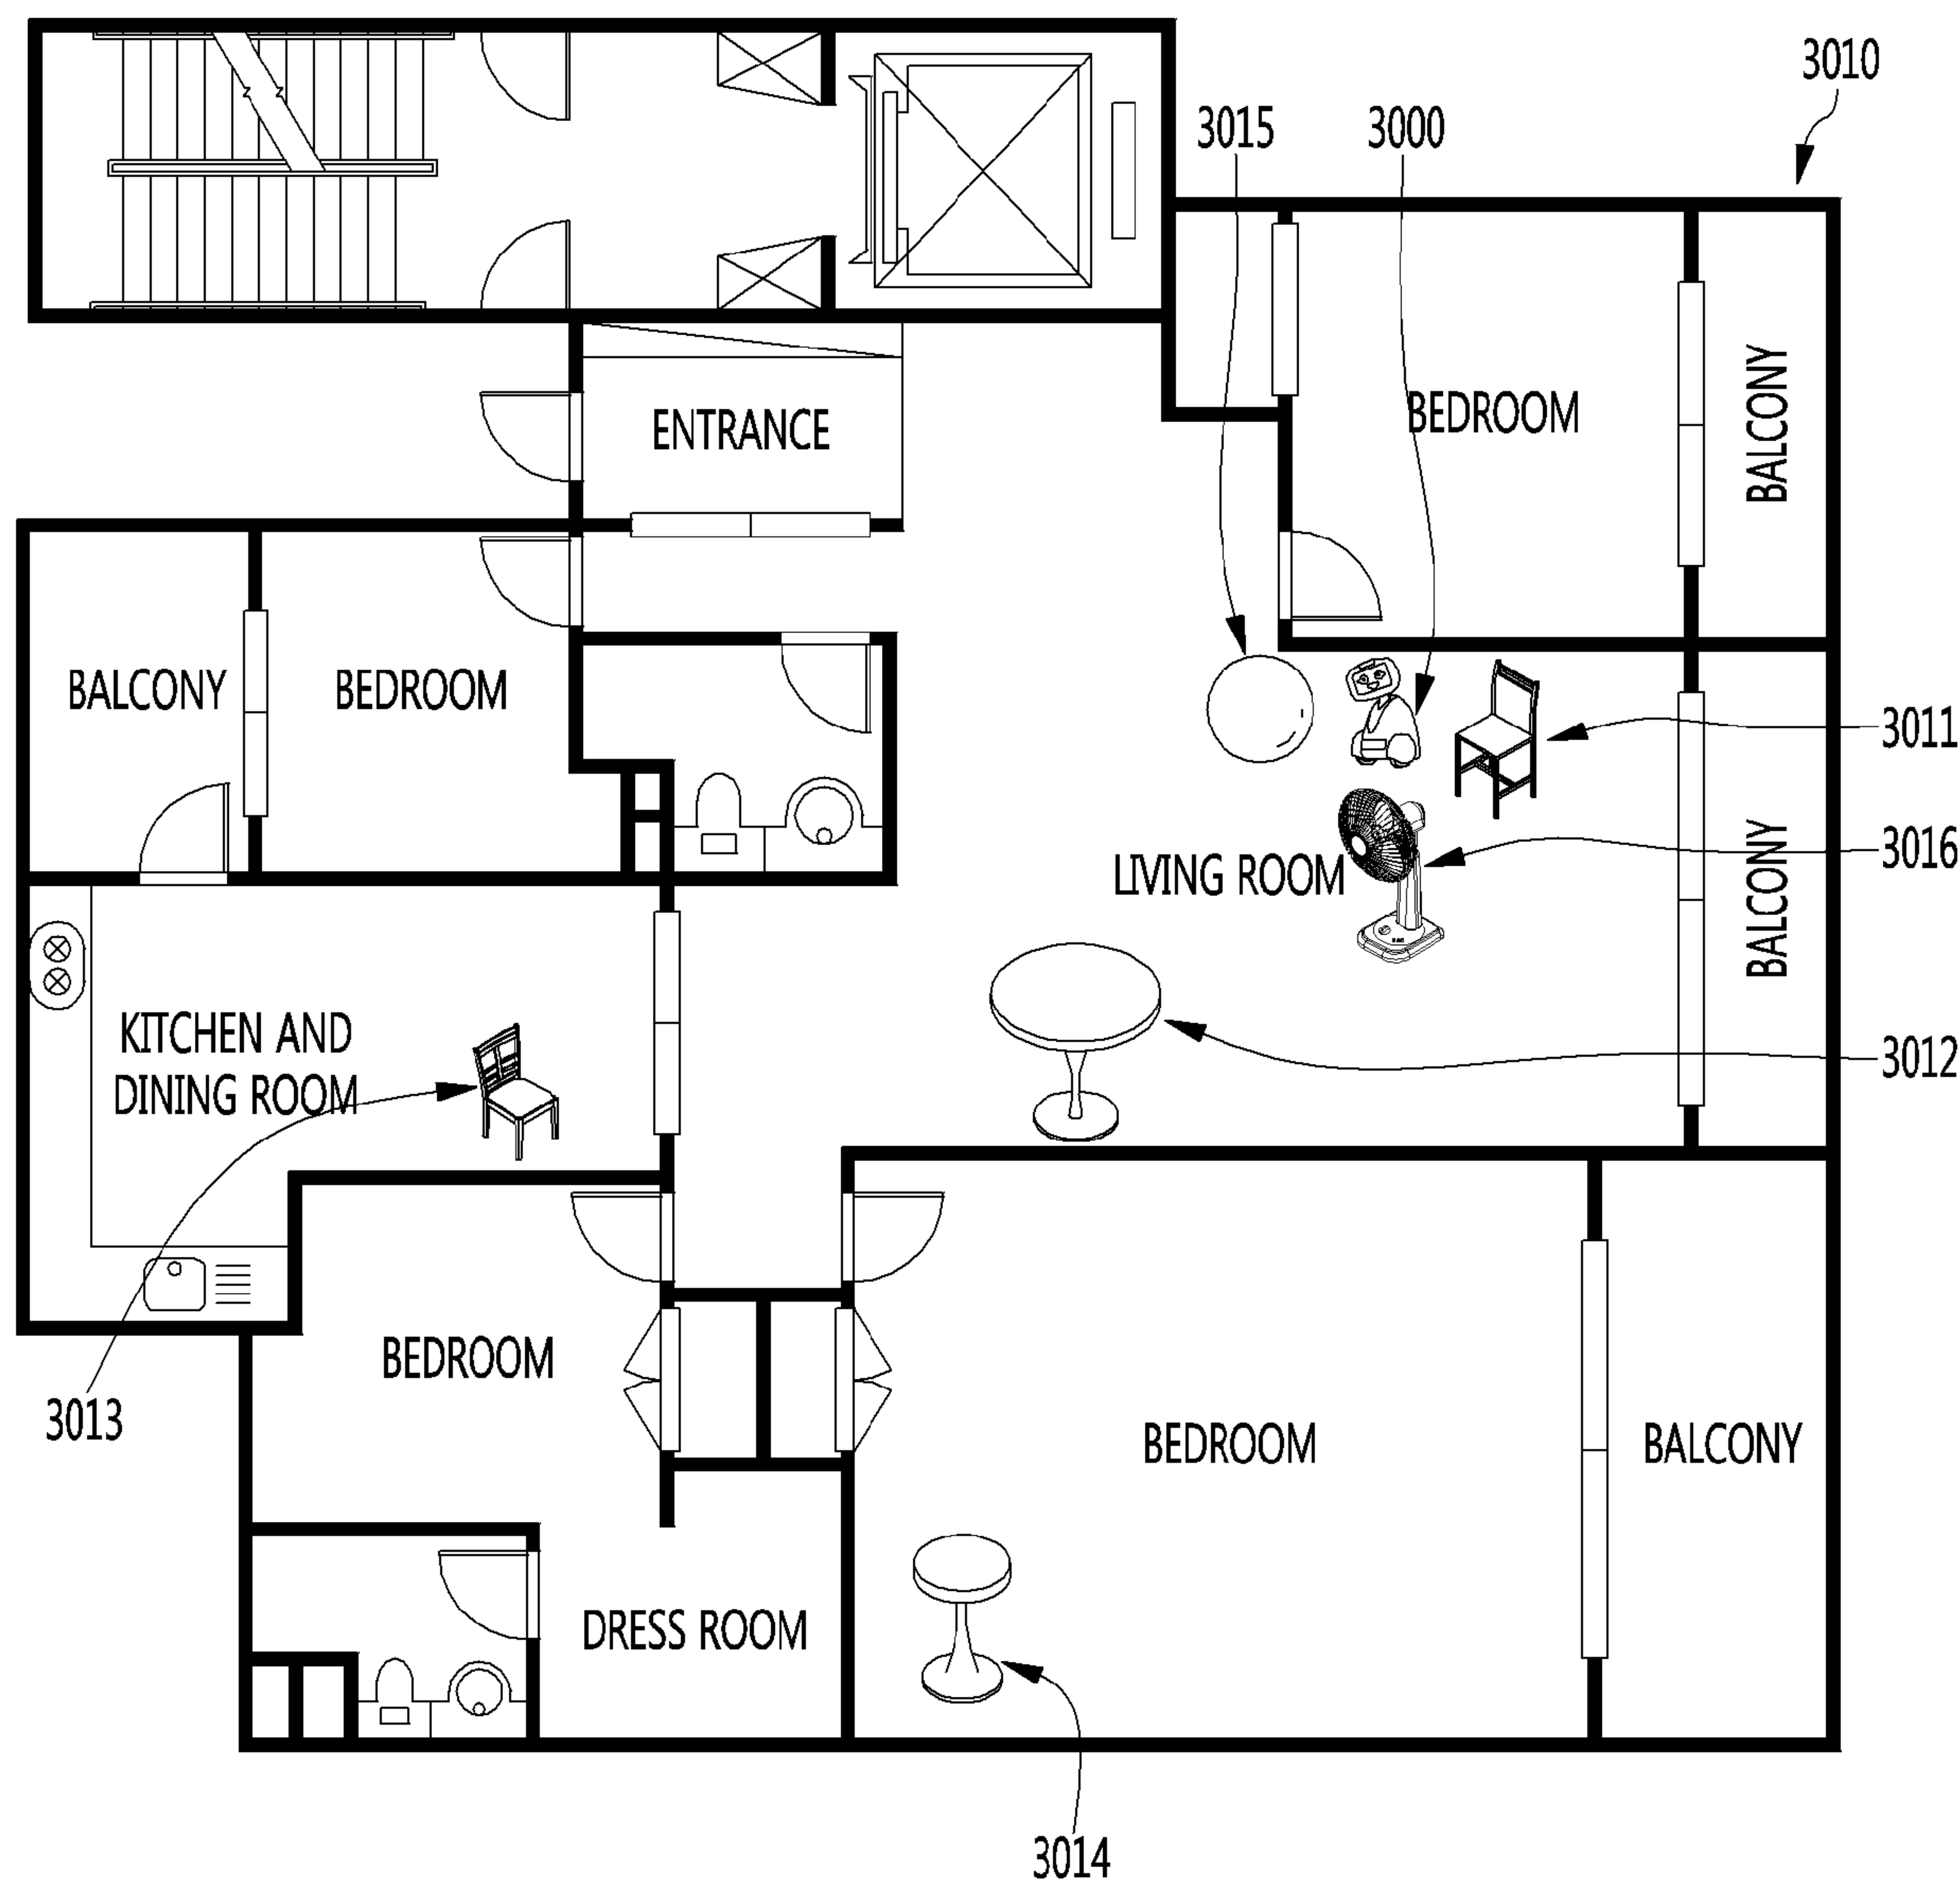 3010
3015
3000
BEDROOM
BALCONY
ENTRANCE
BALCONY
BEDROOM
3011
3016
LIVING ROOM
BALCONY
KITCHEN AND
DINING ROOM
3012
BEDROOM
3013
BEDROOM
BALCONY
DRESS ROOM
3014